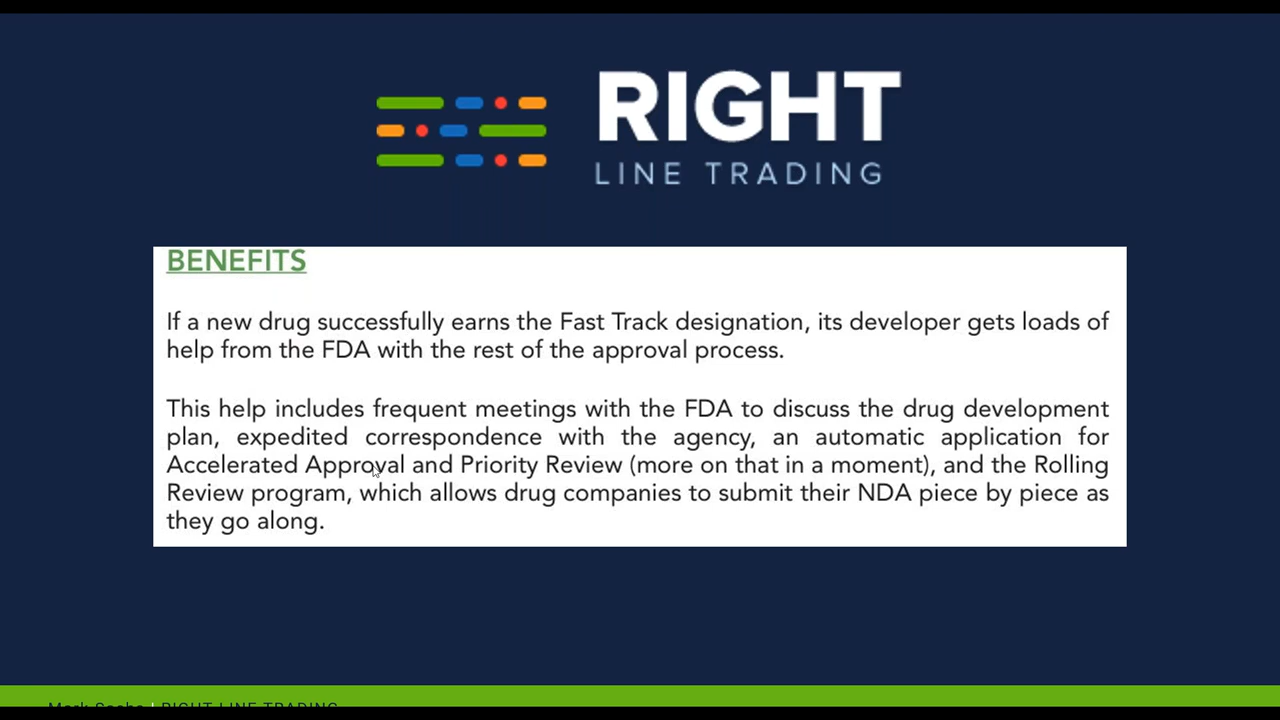 RIGHT
LINE TRADING
BENEFITS
If a new drug successfully earns the Fast Track designation, its developer gets loads of
help from the FDA with the rest of the approval process.
This help includes frequent meetings with the FDA to discuss the drug development
plan, expedited correspondence with the agency, an automatic application for
Accelerated Approval and Priority Review (more on that in a moment), and the Rolling
Review program, which allows drug companies to submit their NDA piece by piece as
they go along.
| RIGHT LINE TRADING